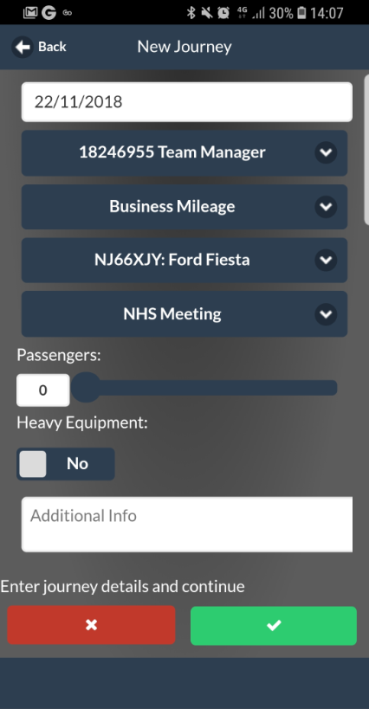 4G 30% 14:07
Back New Journey
22/11/2018
18246955 Team Manager
Business Mileage
NJ66XJY: Ford Fiesta
NHS Meeting
Passengers:
0
Heavy Equipment:
No
Additional Info
Enter journey details and continue